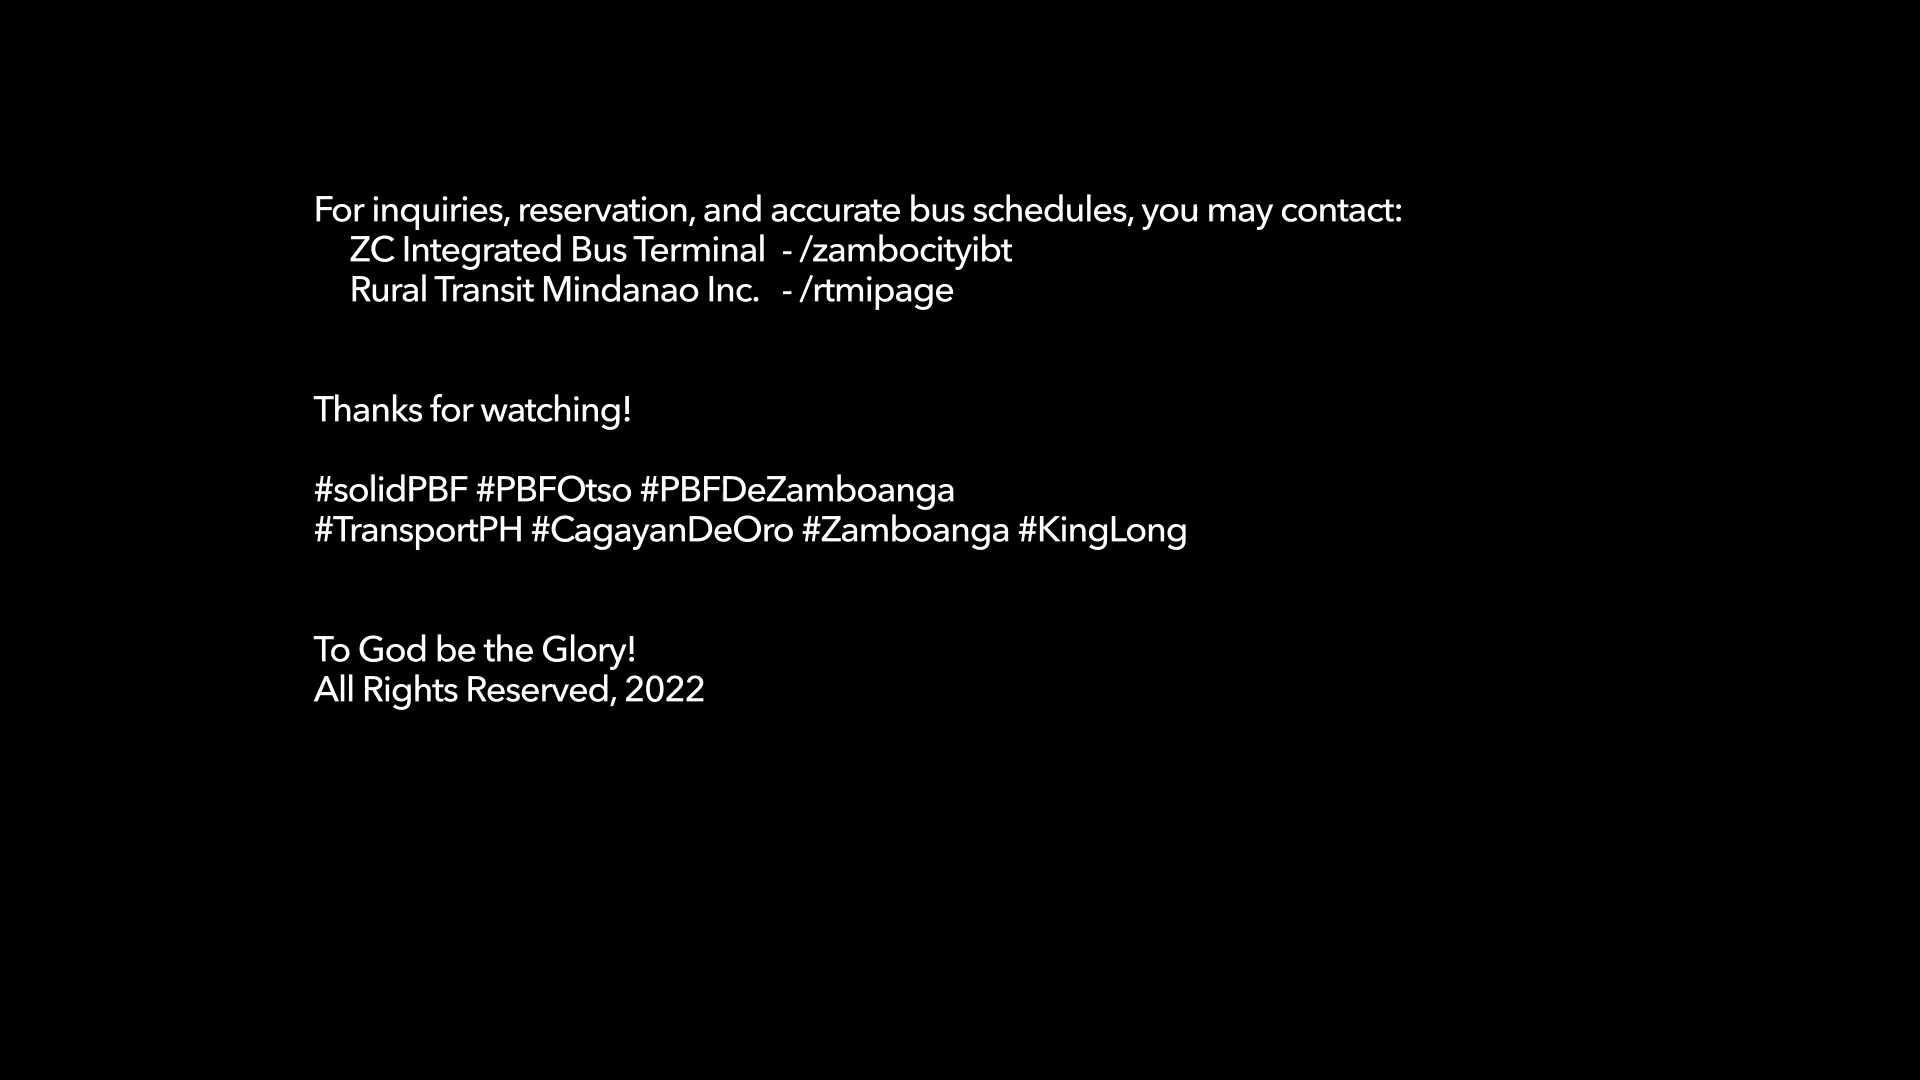 For inquiries, reservation, and accurate bus schedules, you may contact:
ZC Integrated Bus Terminal - /zambocityibt
Rural Transit Mindanao Inc. - /rtmipage
Thanks for watching!
#solidPBF #PBFOtso #PBFDeZamboanga
#TransportPH #CagayanDeOro #Zamboanga #KingLong
To God be the Glory!
All Rights Reserved, 2022